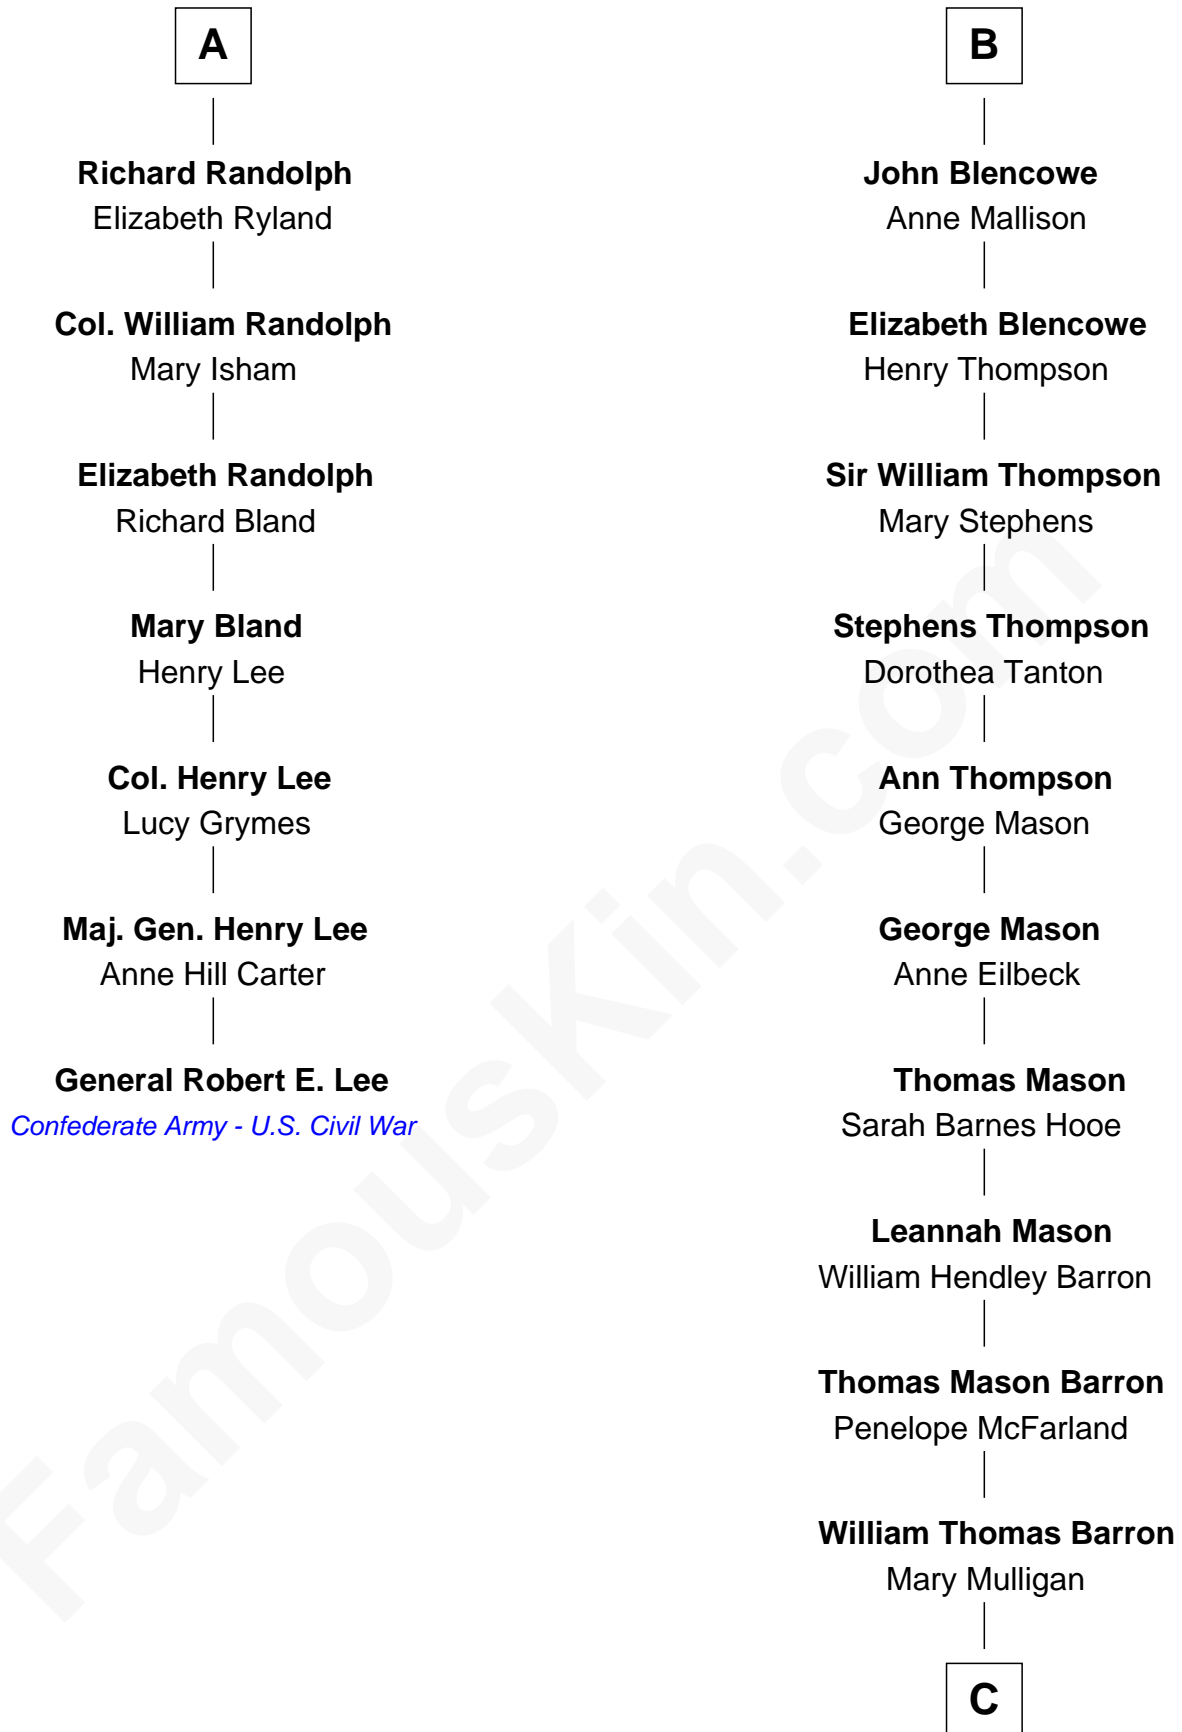 A
Richard Randolph
Elizabeth Ryland
Col. William Randolph
Mary Isham
Elizabeth Randolph
Richard Bland
Mary Bland
Henry Lee
Col. Henry Lee
Lucy Grymes
Maj. Gen. Henry Lee
Anne Hill Carter
General Robert E. Lee
Confederate Army - U.S. Civil War
B
John Blencowe
Anne Mallison
Elizabeth Blencowe
Henry Thompson
Sir William Thompson
Mary Stephens
Stephens Thompson
Dorothea Tanton
Ann Thompson
George Mason
George Mason
Anne Eilbeck
Thomas Mason
Sarah Barnes Hooe
Leannah Mason
William Hendley Barron
Thomas Mason Barron
Penelope McFarland
William Thomas Barron
Mary Mulligan
C
FamousKin.com